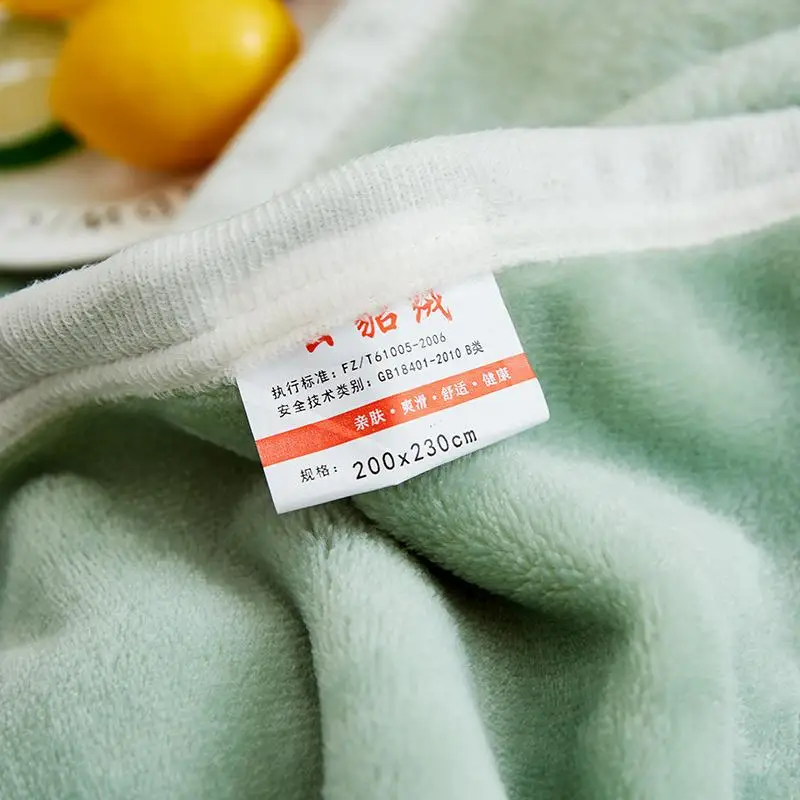 貂绒
执行标准：FZ/T61005-2006
安全技术类别：GB18401-2010 B类
亲肤·爽滑·舒适·健康
规格：200x230cm